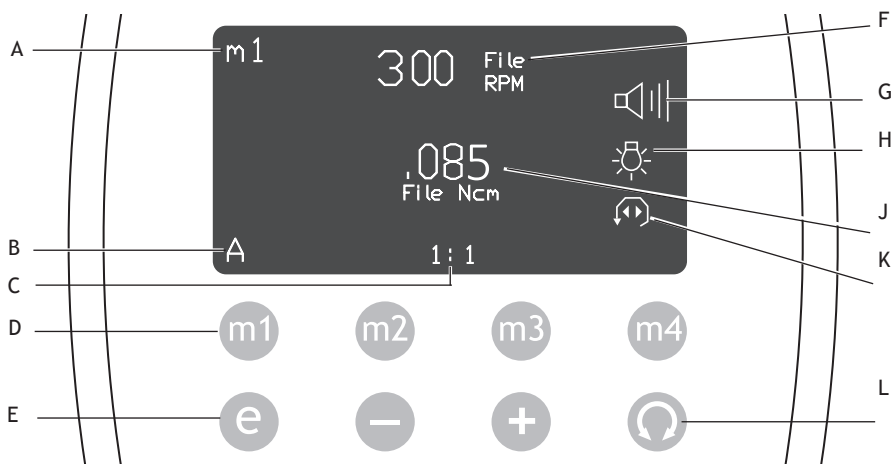 A
m1
300
File
RPM
F
G
H
.085
File Ncm
J
K
B
A
1:1
C
D
m1
m2
m3
m4
E
e
−
+
L